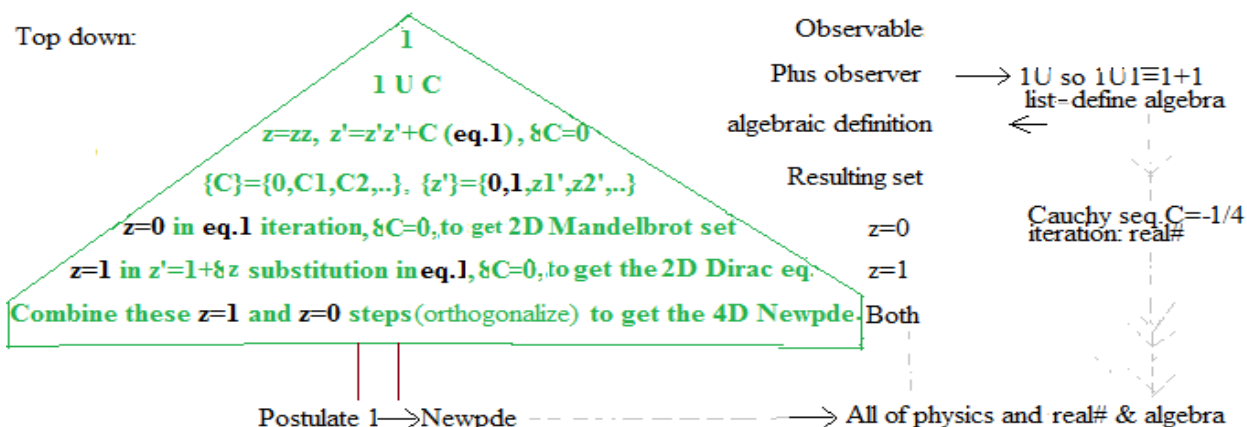 Top down:
1
Observable
1 U C
Plus observer
1U so 1U1≡1+1
list-define algebra
z=zz, z'=z'z'+C (eq.1), δC=0
algebraic definition
{C}={0,C1,C2,..}, {z'}={0,1,z1',z2',..}
Resulting set
z=0 in eq.1 iteration, δC=0, to get 2D Mandelbrot set
z=0
Cauchy seq.C=-1/4
iteration: real#
z=1 in z'=1+δz substitution in eq.1, δC=0, to get the 2D Dirac eq.
z=1
Combine these z=1 and z=0 steps(orthogonalize) to get the 4D Newpde.
Both
Postulate 1→Newpde → All of physics and real# & algebra